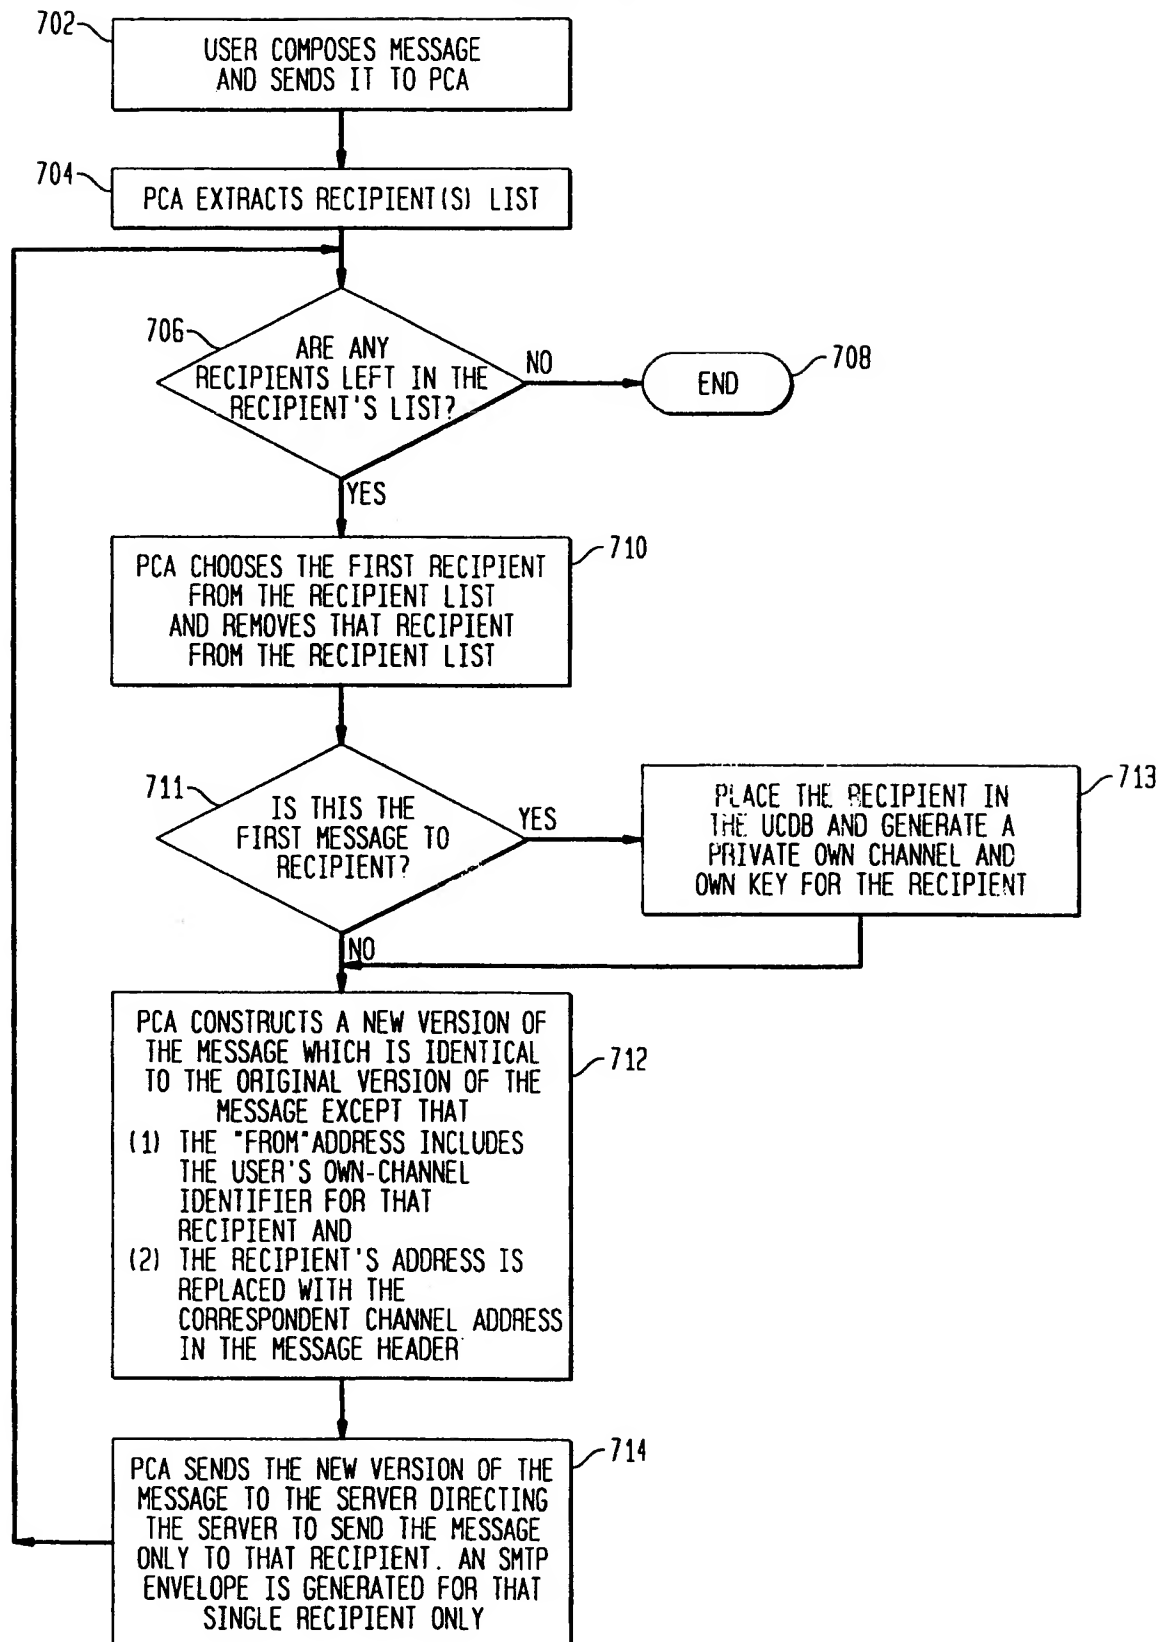 702
USER COMPOSES MESSAGE
AND SENDS IT TO PCA
704
PCA EXTRACTS RECIPIENT(S) LIST
706
ARE ANY
RECIPIENTS LEFT IN THE
RECIPIENT'S LIST?
NO
END
708
YES
PCA CHOOSES THE FIRST RECIPIENT
FROM THE RECIPIENT LIST
AND REMOVES THAT RECIPIENT
FROM THE RECIPIENT LIST
710
711
IS THIS THE
FIRST MESSAGE TO
RECIPIENT?
YES
PLACE THE RECIPIENT IN
THE UCDB AND GENERATE A
PRIVATE OWN CHANNEL AND
OWN KEY FOR THE RECIPIENT
713
NO
PCA CONSTRUCTS A NEW VERSION OF
THE MESSAGE WHICH IS IDENTICAL
TO THE ORIGINAL VERSION OF THE
MESSAGE EXCEPT THAT
(1) THE "FROM" ADDRESS INCLUDES
THE USER'S OWN-CHANNEL
IDENTIFIER FOR THAT
RECIPIENT AND
(2) THE RECIPIENT'S ADDRESS IS
REPLACED WITH THE
CORRESPONDENT CHANNEL ADDRESS
IN THE MESSAGE HEADER
712
PCA SENDS THE NEW VERSION OF THE
MESSAGE TO THE SERVER DIRECTING
THE SERVER TO SEND THE MESSAGE
ONLY TO THAT RECIPIENT. AN SMTP
ENVELOPE IS GENERATED FOR THAT
SINGLE RECIPIENT ONLY
714